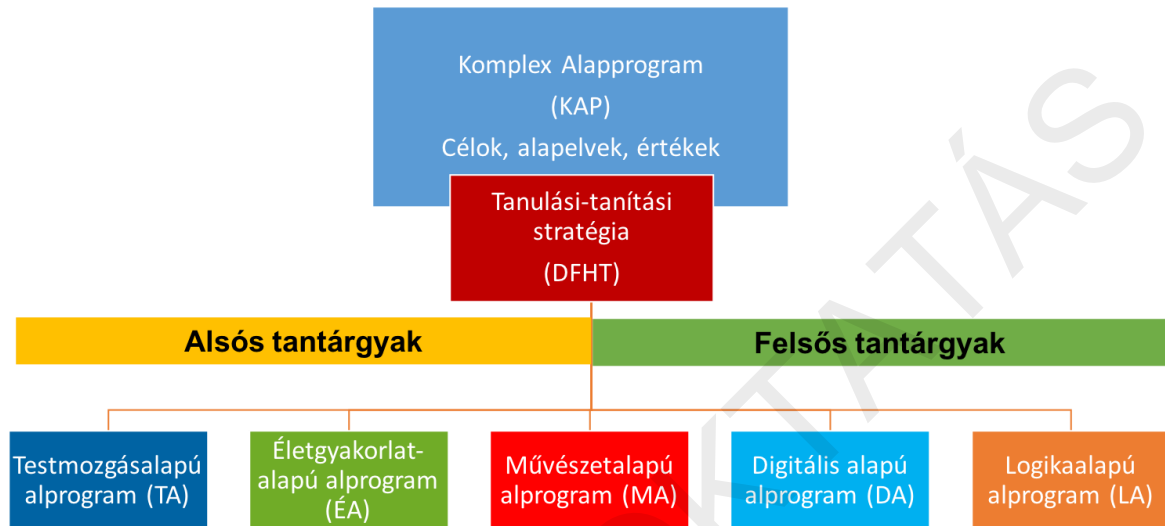 Komplex Alapprogram
(KAP)
Célok, alapelvek, értékek
Tanulási-tanítási
stratégia
(DFHT)
Alsós tantárgyak
Felsős tantárgyak
Testmozgásalapú
alprogram (TA)
Életgyakorlat-
alapú alprogram
(ÉA)
Művészetalapú
alprogram (MA)
Digitális alapú
alprogram (DA)
Logikaalapú
alprogram (LA)